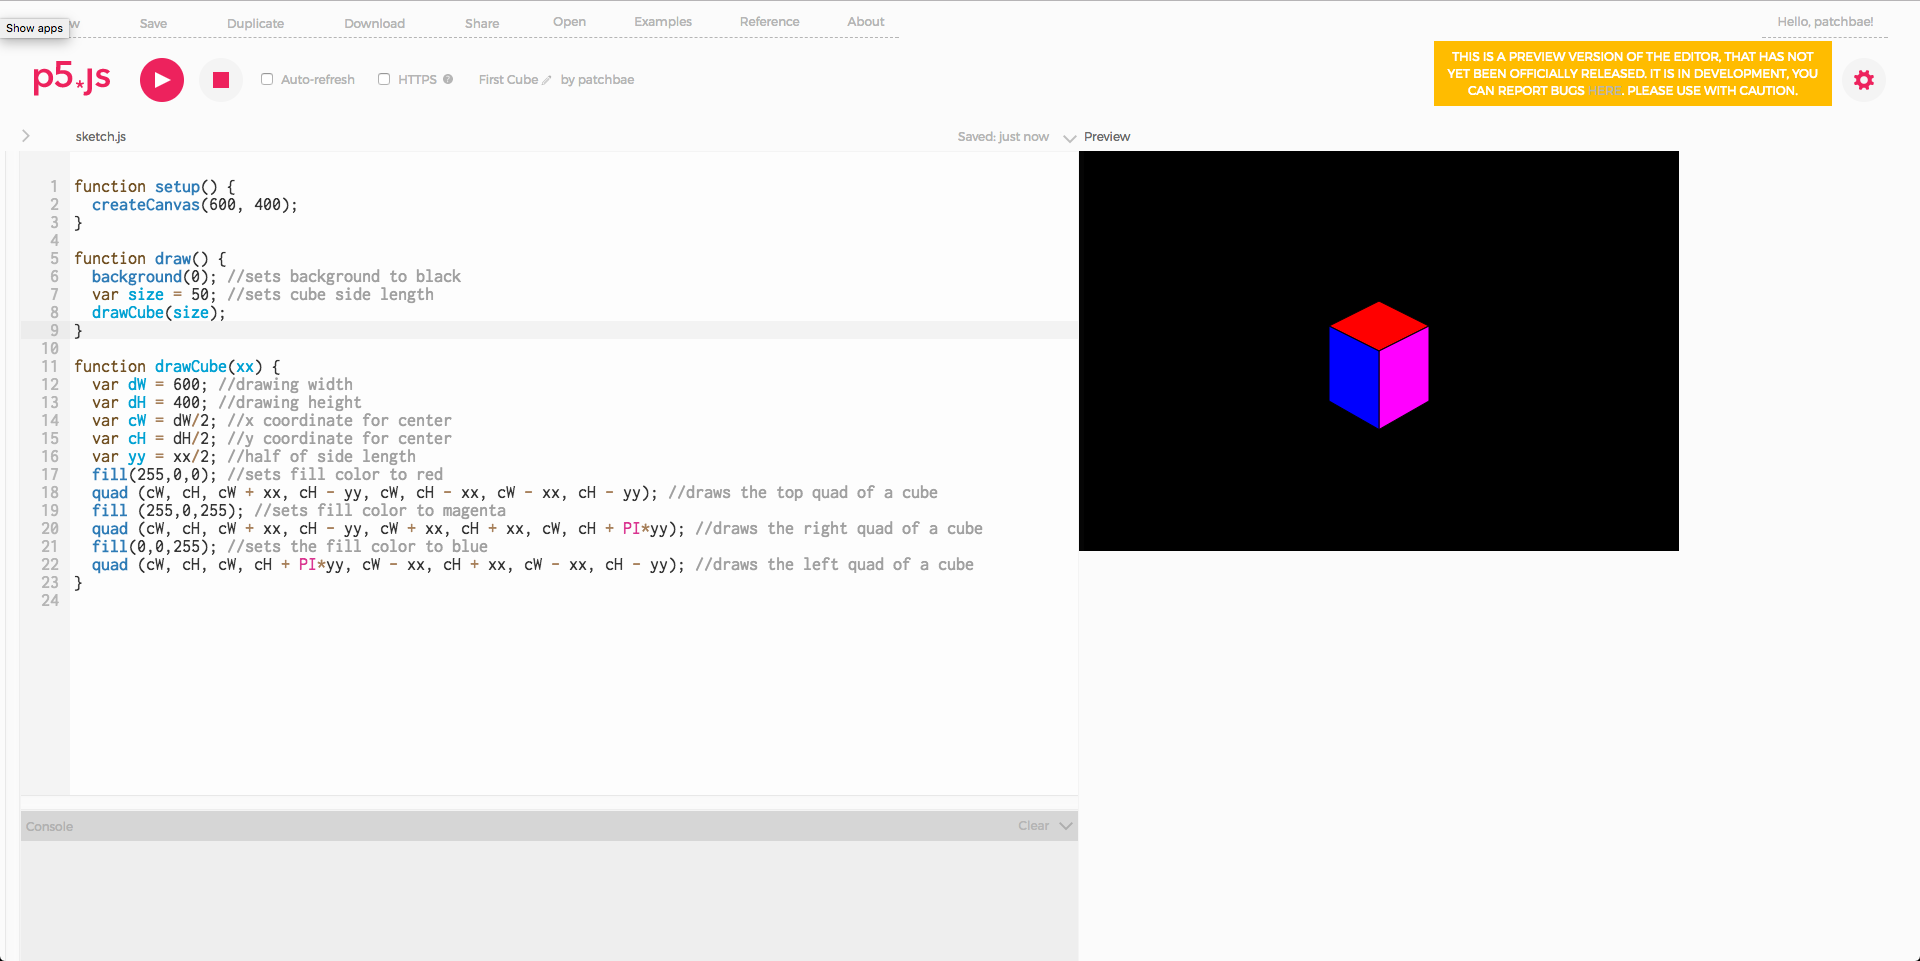 w Save Duplicate Download Share Open Examples Reference About Hello, patchbae!
Show apps
p5.*js Auto-refresh HTTPS ? First Cube by patchbae
THIS IS A PREVIEW VERSION OF THE EDITOR, THAT HAS NOT
YET BEEN OFFICIALLY RELEASED. IT IS IN DEVELOPMENT, YOU
CAN REPORT BUGS HERE. PLEASE USE WITH CAUTION.
sketch.js Saved: just now Preview
1 function setup() {
2   createCanvas(600, 400);
3 }
4
5 function draw() {
6   background(0); //sets background to black
7   var size = 50; //sets cube side length
8   drawCube(size);
9 }
10
11 function drawCube(xx) {
12   var dW = 600; //drawing width
13   var dH = 400; //drawing height
14   var cW = dW/2; //x coordinate for center
15   var cH = dH/2; //y coordinate for center
16   var yy = xx/2; //half of side length
17   fill(255,0,0); //sets fill color to red
18   quad (cW, cH, cW + xx, cH - yy, cW, cH - xx, cW - xx, cH - yy); //draws the top quad of a cube
19   fill (255,0,255); //sets fill color to magenta
20   quad (cW, cH, cW + xx, cH - yy, cW + xx, cH + xx, cW, cH + PI*yy); //draws the right quad of a cube
21   fill(0,0,255); //sets the fill color to blue
22   quad (cW, cH, cW, cH + PI*yy, cW - xx, cH + xx, cW - xx, cH - yy); //draws the left quad of a cube
23 }
24
Console Clear